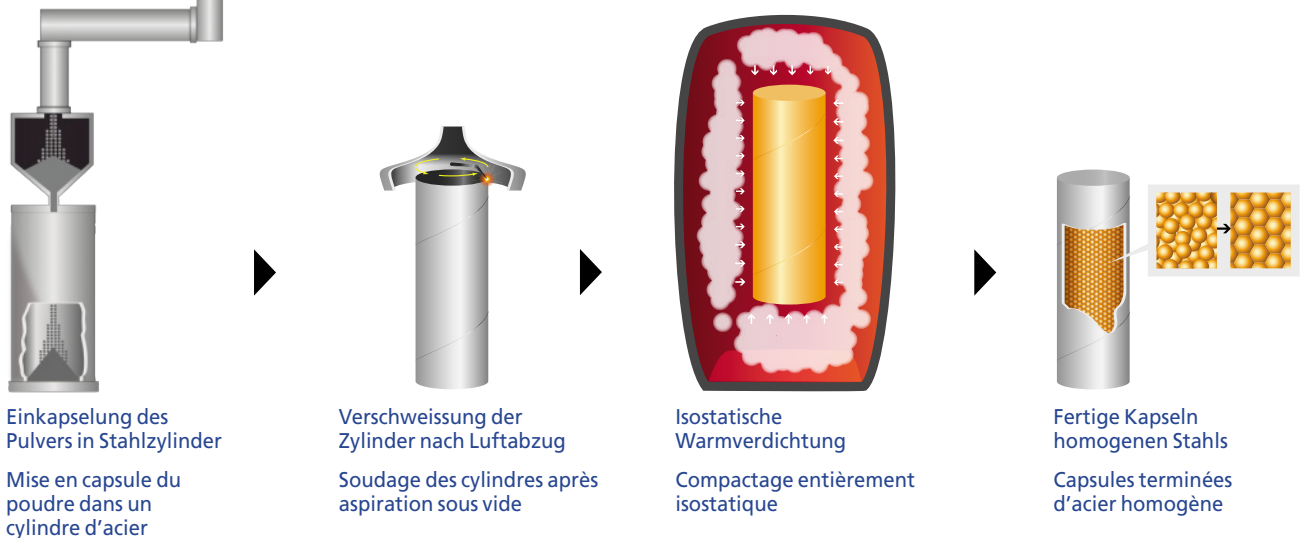 Einkapselung des
Pulvers in Stahlzylinder
Mise en capsule du
poudre dans un
cylindre d’acier
Verschweissung der
Zylinder nach Luftabzug
Soudage des cylindres après
aspiration sous vide
Isostatische
Warmverdichtung
Compactage entièrement
isostatique
Fertige Kapseln
homogenen Stahls
Capsules terminées
d’acier homogène